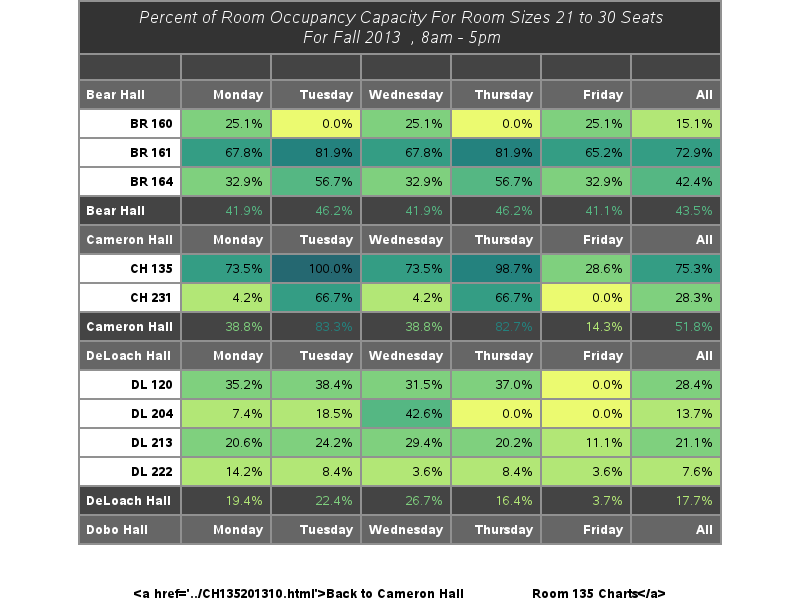 Percent of Room Occupancy Capacity For Room Sizes 21 to 30 Seats
For Fall 2013 , 8am - 5pm
Bear Hall Monday Tuesday Wednesday Thursday Friday All
BR 160 25.1% 0.0% 25.1% 0.0% 25.1% 15.1%
BR 161 67.8% 81.9% 67.8% 81.9% 65.2% 72.9%
BR 164 32.9% 56.7% 32.9% 56.7% 32.9% 42.4%
Bear Hall 41.9% 46.2% 41.9% 46.2% 41.1% 43.5%
Cameron Hall Monday Tuesday Wednesday Thursday Friday All
CH 135 73.5% 100.0% 73.5% 98.7% 28.6% 75.3%
CH 231 4.2% 66.7% 4.2% 66.7% 0.0% 28.3%
Cameron Hall 38.8% 83.3% 38.8% 82.7% 14.3% 51.8%
DeLoach Hall Monday Tuesday Wednesday Thursday Friday All
DL 120 35.2% 38.4% 31.5% 37.0% 0.0% 28.4%
DL 204 7.4% 18.5% 42.6% 0.0% 0.0% 13.7%
DL 213 20.6% 24.2% 29.4% 20.2% 11.1% 21.1%
DL 222 14.2% 8.4% 3.6% 8.4% 3.6% 7.6%
DeLoach Hall 19.4% 22.4% 26.7% 16.4% 3.7% 17.7%
Dobo Hall Monday Tuesday Wednesday Thursday Friday All
<a href='../CH135201310.html'>Back to Cameron Hall Room 135 Charts</a>